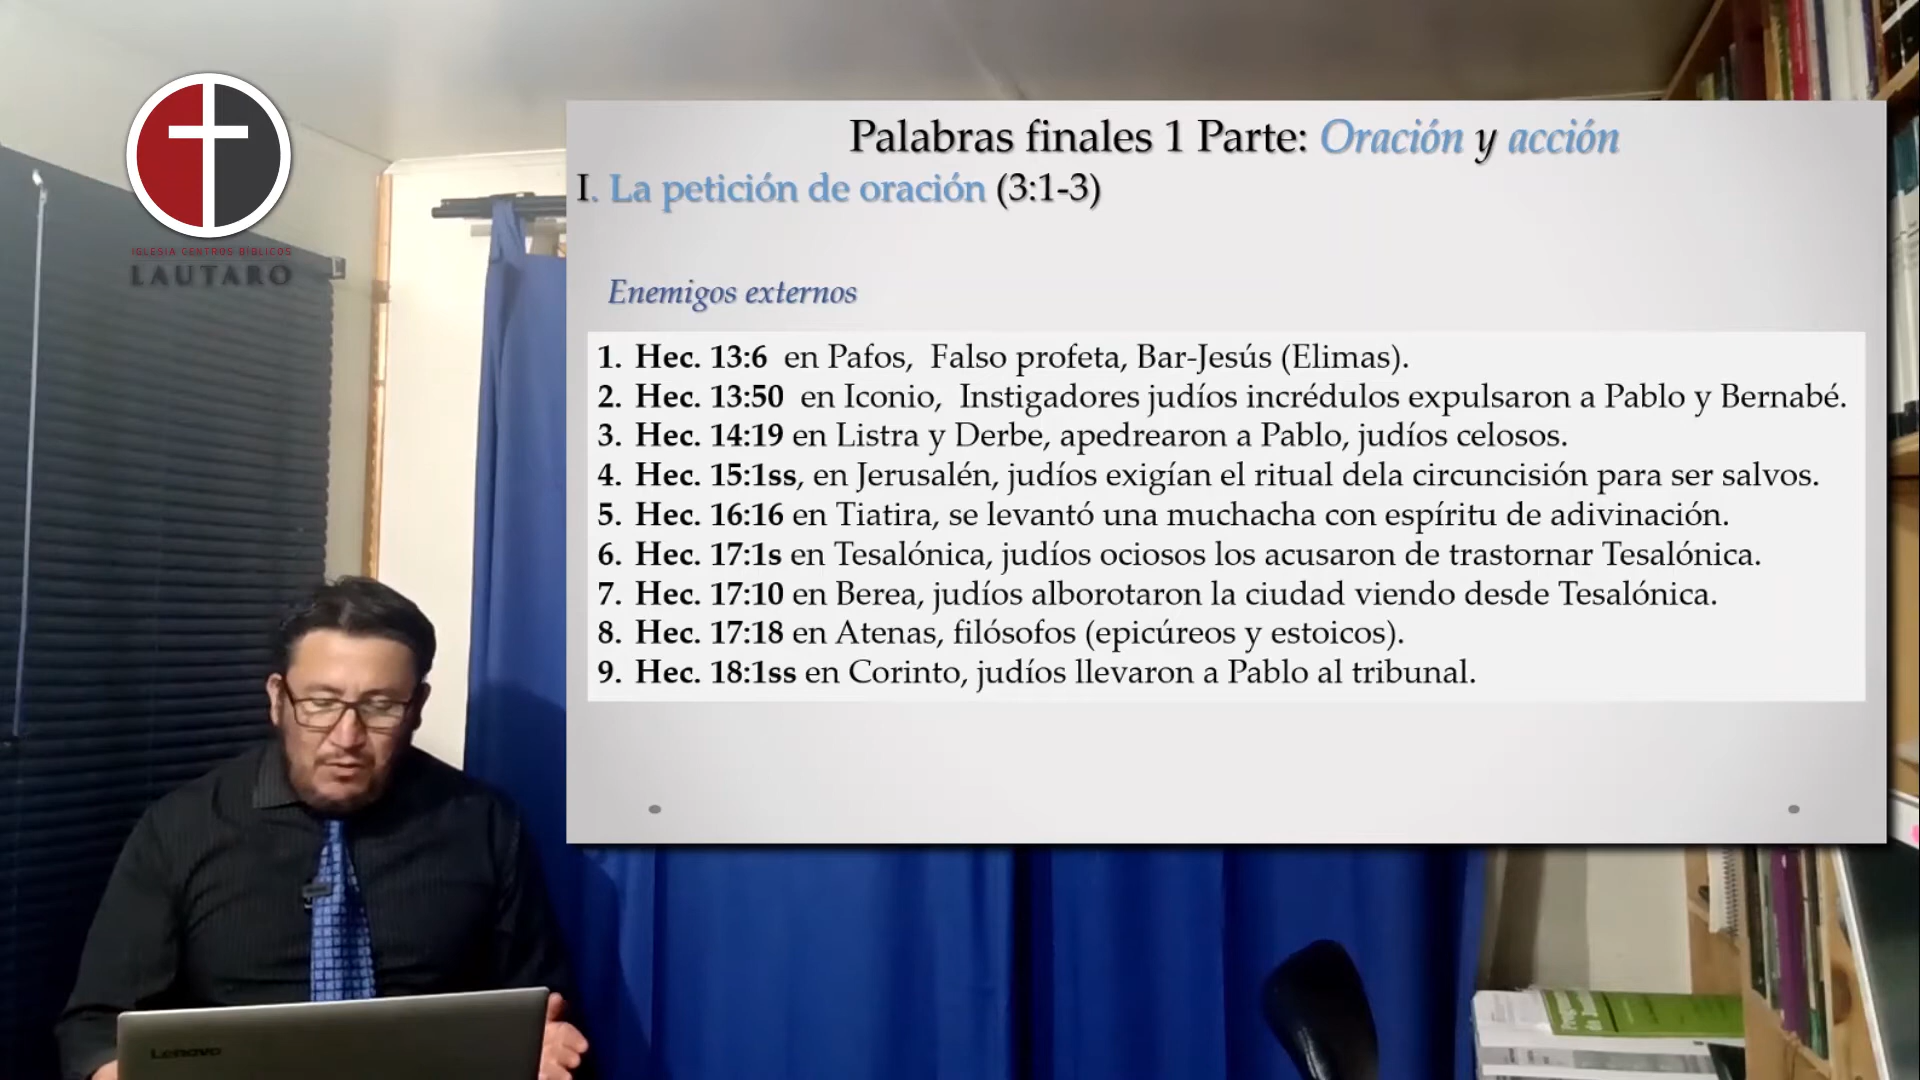 IGLESIA CENTROS BÍBLICOS
LAUTARO
Palabras finales 1 Parte: Oración y acción
I. La petición de oración (3:1-3)
Enemigos externos
1. Hec. 13:6 en Pafos, Falso profeta, Bar-Jesús (Elimas).
2. Hec. 13:50 en Iconio, Instigadores judíos incrédulos expulsaron a Pablo y Bernabé.
3. Hec. 14:19 en Listra y Derbe, apedrearon a Pablo, judíos celosos.
4. Hec. 15:1ss, en Jerusalén, judíos exigían el ritual dela circuncisión para ser salvos.
5. Hec. 16:16 en Tiatira, se levantó una muchacha con espíritu de adivinación.
6. Hec. 17:1s en Tesalónica, judíos ociosos los acusaron de trastornar Tesalónica.
7. Hec. 17:10 en Berea, judíos alborotaron la ciudad viendo desde Tesalónica.
8. Hec. 17:18 en Atenas, filósofos (epicúreos y estoicos).
9. Hec. 18:1ss en Corinto, judíos llevaron a Pablo al tribunal.
Lenovo